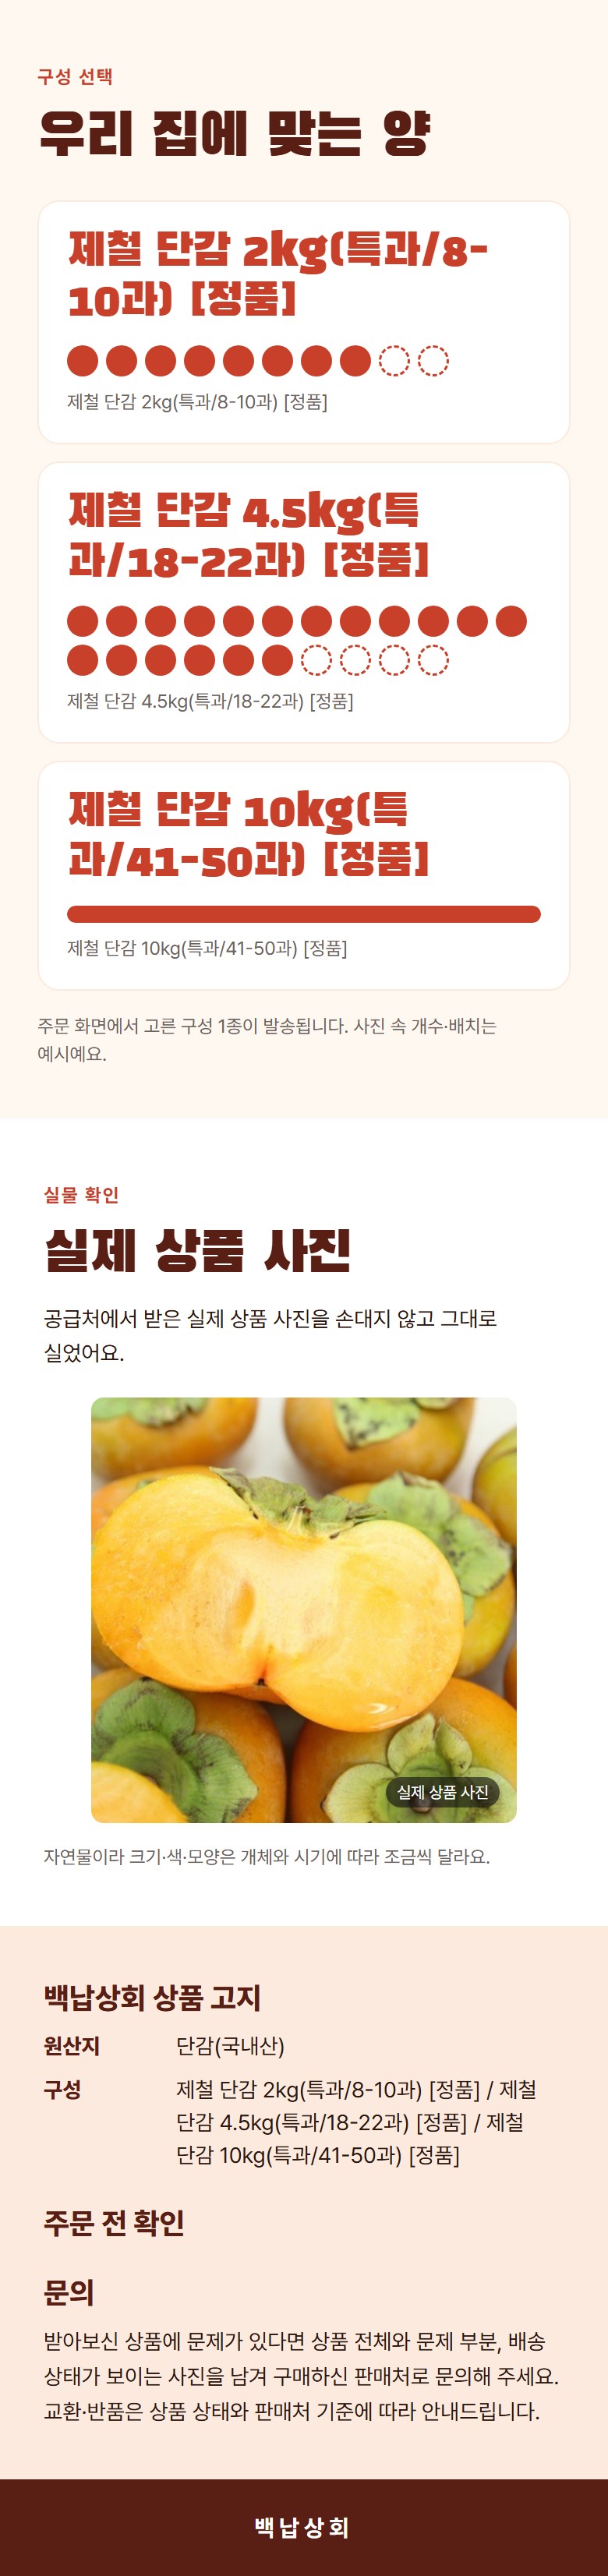 구성 선택
우리 집에 맞는 양
제철 단감 2kg(특과/8-
10과) [정품]
제철 단감 2kg(특과/8-10과) [정품]
제철 단감 4.5kg(특
과/18-22과) [정품]
제철 단감 4.5kg(특과/18-22과) [정품]
제철 단감 10kg(특
과/41-50과) [정품]
제철 단감 10kg(특과/41-50과) [정품]
주문 화면에서 고른 구성 1종이 발송됩니다. 사진 속 개수·배치는
예시예요.
실물 확인
실제 상품 사진
공급처에서 받은 실제 상품 사진을 손대지 않고 그대로
실었어요.
실제 상품 사진
자연물이라 크기·색·모양은 개체와 시기에 따라 조금씩 달라요.
백납상회 상품 고지
원산지 단감(국내산)
구성 제철 단감 2kg(특과/8-10과) [정품] / 제철
단감 4.5kg(특과/18-22과) [정품] / 제철
단감 10kg(특과/41-50과) [정품]
주문 전 확인
문의
받아보신 상품에 문제가 있다면 상품 전체와 문제 부분, 배송
상태가 보이는 사진을 남겨 구매하신 판매처로 문의해 주세요.
교환·반품은 상품 상태와 판매처 기준에 따라 안내드립니다.
백납상회